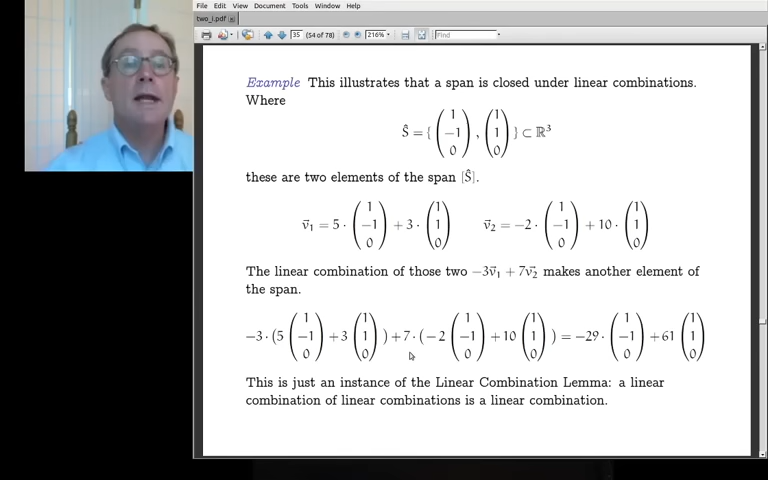 File Edit View Document Tools Window Help
two_i.pdf
35 (54 of 78) 216% Find
Example This illustrates that a span is closed under linear combinations.
Where
Ŝ = { (1 −1 0) , (1 1 0) } ⊂ ℝ³
these are two elements of the span [Ŝ].
v⃗₁ = 5 · (1 −1 0) + 3 · (1 1 0) v⃗₂ = −2 · (1 −1 0) + 10 · (1 1 0)
The linear combination of those two −3v⃗₁ + 7v⃗₂ makes another element of
the span.
−3 · (5 (1 −1 0) + 3 (1 1 0) ) + 7 · (−2 (1 −1 0) + 10 (1 1 0) ) = −29 · (1 −1 0) + 61 (1 1 0)
This is just an instance of the Linear Combination Lemma: a linear
combination of linear combinations is a linear combination.